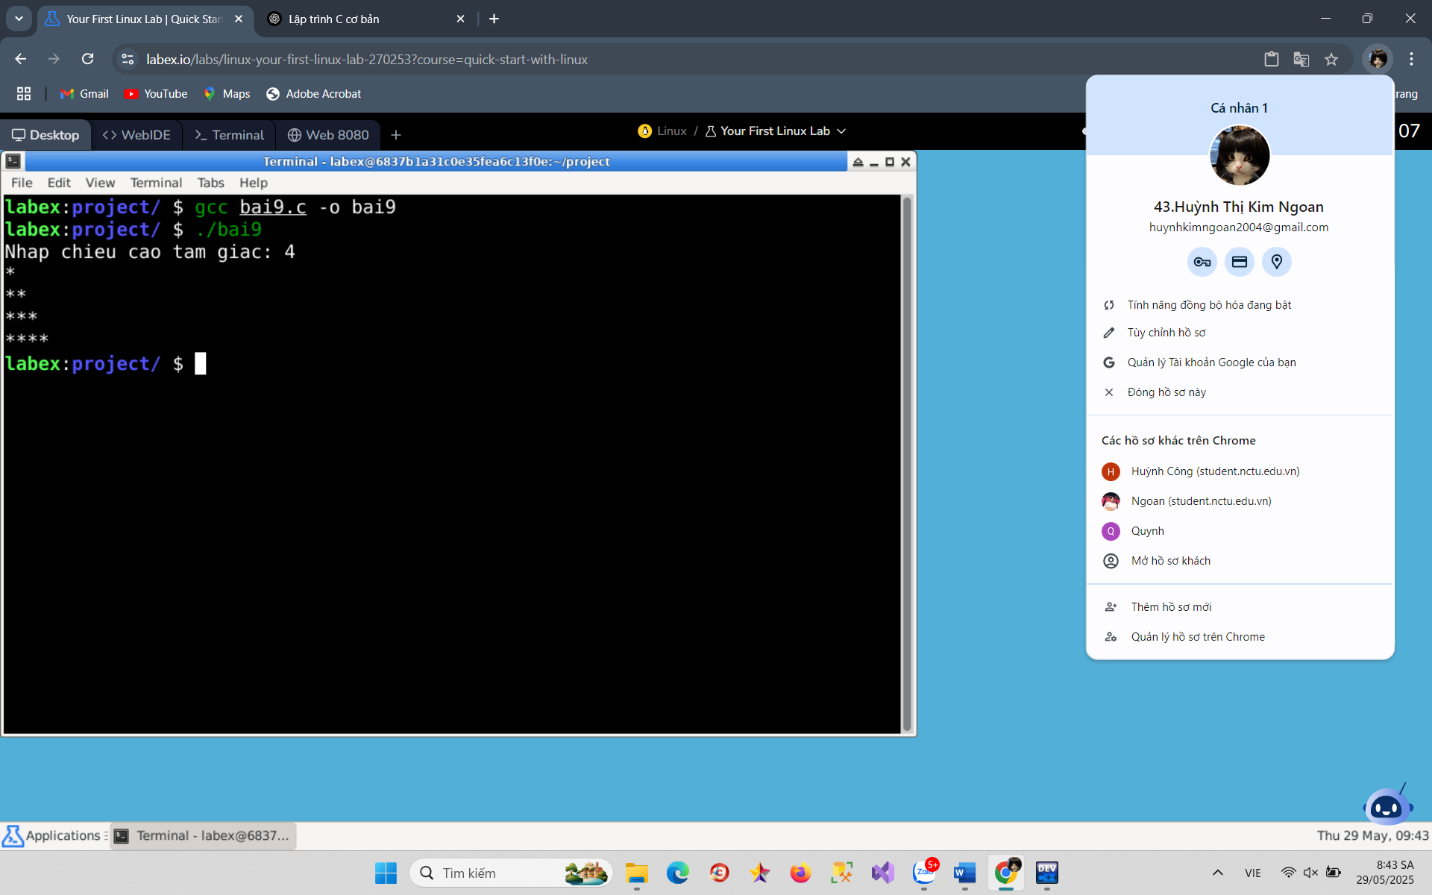 Your First Linux Lab | Quick Star
Lập trình C cơ bản
labex.io/labs/linux-your-first-linux-lab-270253?course=quick-start-with-linux
Gmail
YouTube
Maps
Adobe Acrobat
trang
Desktop
WebIDE
Terminal
Web 8080
Linux / Your First Linux Lab
07
Terminal - labex@6837b1a31c0e35fea6c13f0e:~/project
File Edit View Terminal Tabs Help
labex:project/ $ gcc bai9.c -o bai9
labex:project/ $ ./bai9
Nhap chieu cao tam giac: 4
*
**
***
****
labex:project/ $
Cá nhân 1
43.Huỳnh Thị Kim Ngoan
huynhkimngoan2004@gmail.com
Tính năng đồng bộ hóa đang bật
Tùy chỉnh hồ sơ
Quản lý Tài khoản Google của bạn
Đóng hồ sơ này
Các hồ sơ khác trên Chrome
H Huỳnh Công (student.nctu.edu.vn)
Ngoan (student.nctu.edu.vn)
Q Quynh
Mở hồ sơ khách
Thêm hồ sơ mới
Quản lý hồ sơ trên Chrome
Applications
Terminal - labex@6837...
Thu 29 May, 09:43
Tìm kiếm
Zalo
5+
W
DEV
VIE
8:43 SA
29/05/2025